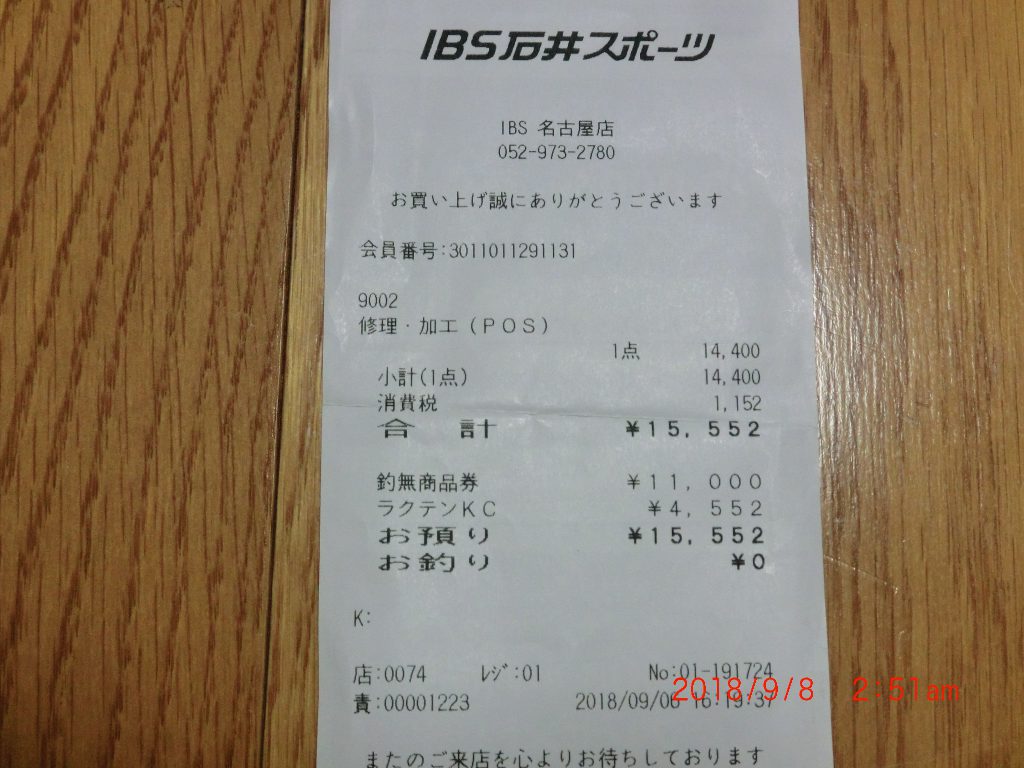 IBS石井スポーツ
IBS 名古屋店
052-973-2780
お買い上げ誠にありがとうございます
会員番号:3011011291131
9002
修理・加工(POS)
1点 14,400
小計(1点) 14,400
消費税 1,152
合 計 ¥15,552
釣無商品券 ¥11,000
ラクテンKC ¥4,552
お預り ¥15,552
お釣り ¥0
K:
店:0074 レジ:01 No:01-191724
責:00001223 2018/09/06 16:19:37
2018/9/8 2:51am
またのご来店を心よりお待ちしております